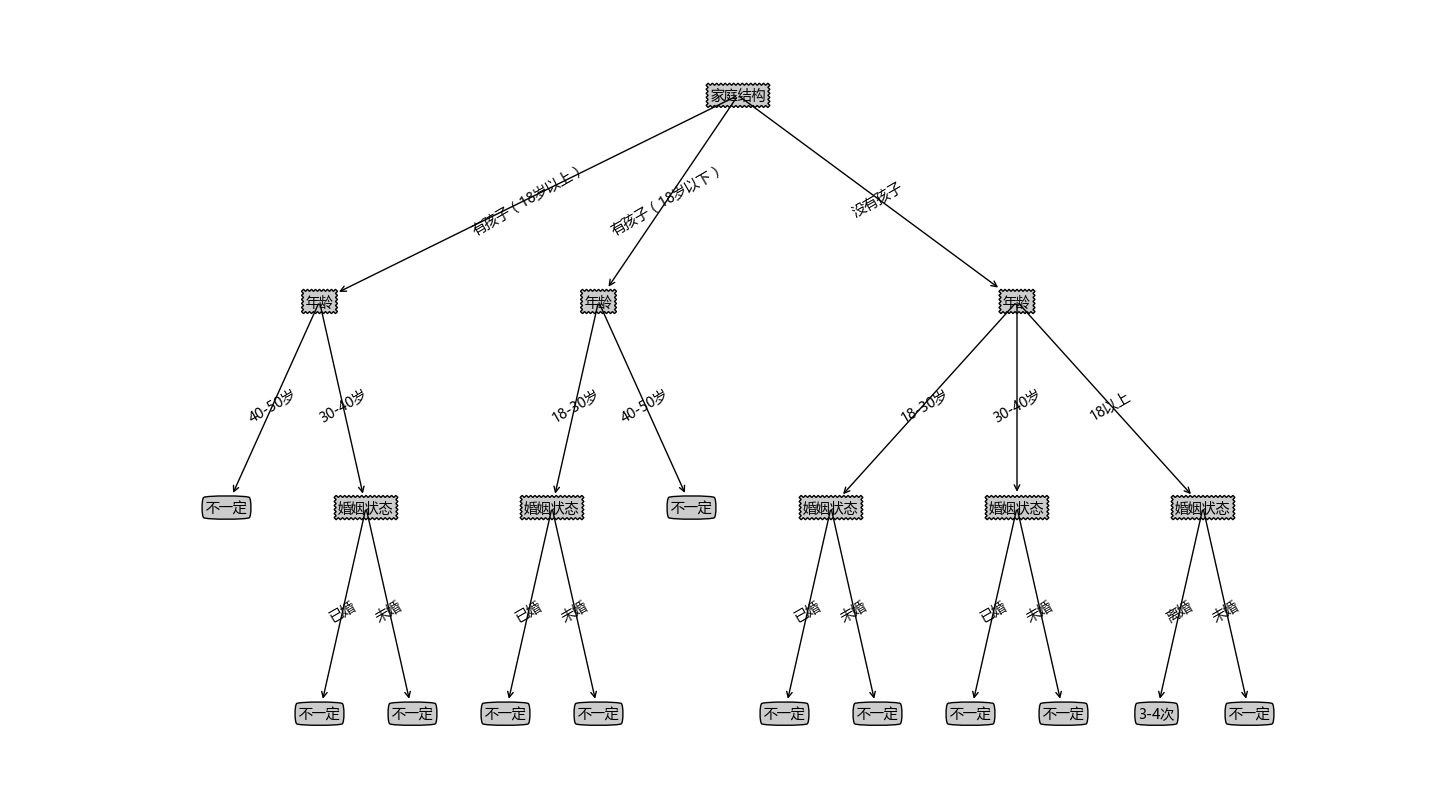 家庭结构
有孩子（18岁以上）
有孩子（18岁以下）
没有孩子
年龄
年龄
年龄
40-50岁
30-40岁
18-30岁
40-50岁
18-30岁
30-40岁
18以上
不一定
婚姻状态
婚姻状态
不一定
婚姻状态
婚姻状态
婚姻状态
已婚
未婚
已婚
未婚
已婚
未婚
已婚
未婚
离婚
未婚
不一定
不一定
不一定
不一定
不一定
不一定
不一定
不一定
3-4次
不一定